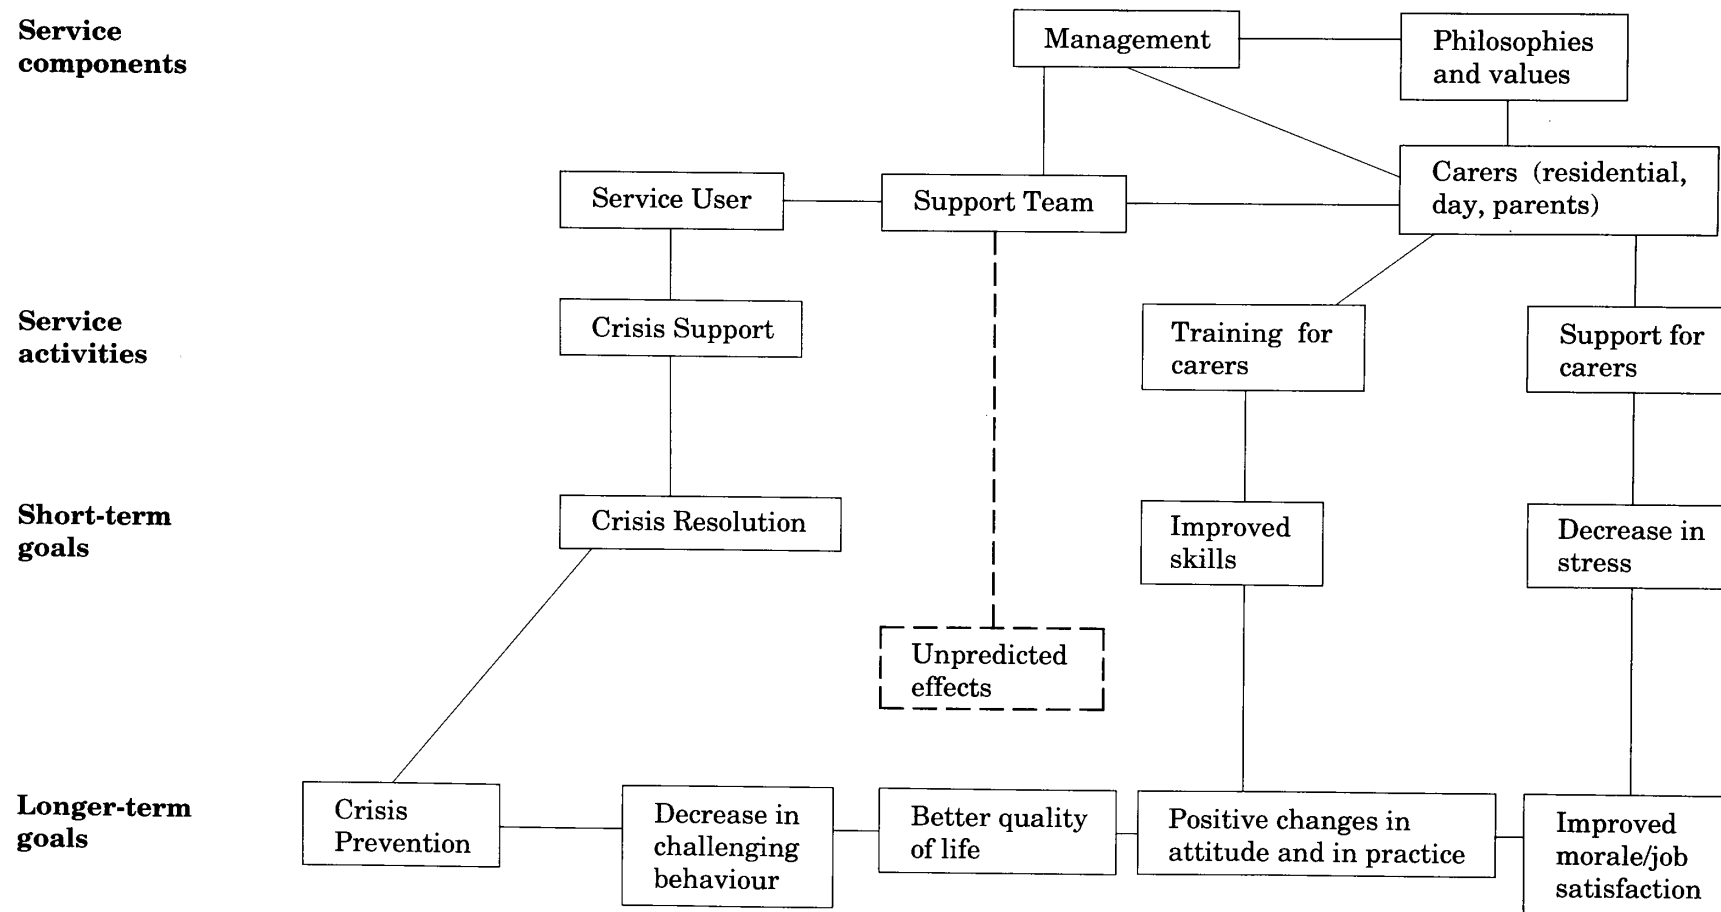 Service
components
Management
Philosophies
and values
Service User
Support Team
Carers (residential,
day, parents)
Service
activities
Crisis Support
Training for
carers
Support for
carers
Short-term
goals
Crisis Resolution
Improved
skills
Decrease in
stress
Unpredicted
effects
Longer-term
goals
Crisis
Prevention
Decrease in
challenging
behaviour
Better quality
of life
Positive changes in
attitude and in practice
Improved
morale/job
satisfaction